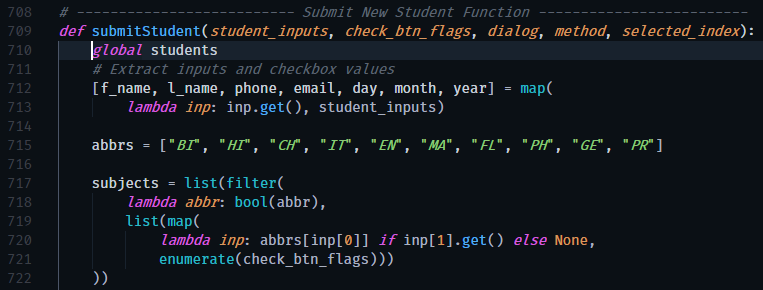 708 # -------------------------- Submit New Student Function --------------------------
709 def submitStudent(student_inputs, check_btn_flags, dialog, method, selected_index):
710     global students
711     # Extract inputs and checkbox values
712     [f_name, l_name, phone, email, day, month, year] = map(
713         lambda inp: inp.get(), student_inputs)
714
715     abbrs = ["BI", "HI", "CH", "IT", "EN", "MA", "FL", "PH", "GE", "PR"]
716
717     subjects = list(filter(
718         lambda abbr: bool(abbr),
719         list(map(
720             lambda inp: abbrs[inp[0]] if inp[1].get() else None,
721             enumerate(check_btn_flags)))
722     ))